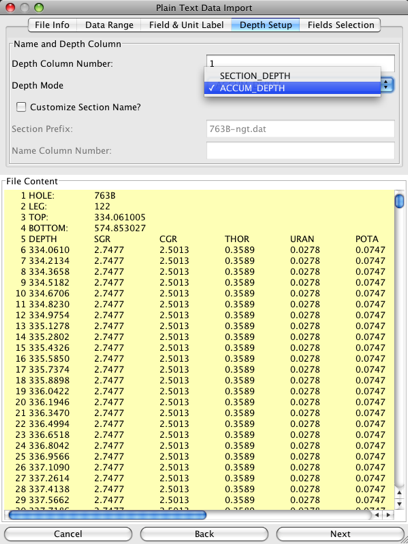 Plain Text Data Import
File Info Data Range Field & Unit Label Depth Setup Fields Selection
Name and Depth Column
Depth Column Number: 1
SECTION_DEPTH
Depth Mode ✓ ACCUM_DEPTH
Customize Section Name?
Section Prefix: 763B-ngt.dat
Name Column Number:
File Content
1 HOLE: 763B
2 LEG: 122
3 TOP: 334.061005
4 BOTTOM: 574.853027
5 DEPTH SGR CGR THOR URAN POTA
6 334.0610 2.7477 2.5013 0.3589 0.0278 0.0747
7 334.2134 2.7477 2.5013 0.3589 0.0278 0.0747
8 334.3658 2.7477 2.5013 0.3589 0.0278 0.0747
9 334.5182 2.7477 2.5013 0.3589 0.0278 0.0747
10 334.6706 2.7477 2.5013 0.3589 0.0278 0.0747
11 334.8230 2.7477 2.5013 0.3589 0.0278 0.0747
12 334.9754 2.7477 2.5013 0.3589 0.0278 0.0747
13 335.1278 2.7477 2.5013 0.3589 0.0278 0.0747
14 335.2802 2.7477 2.5013 0.3589 0.0278 0.0747
15 335.4326 2.7477 2.5013 0.3589 0.0278 0.0747
16 335.5850 2.7477 2.5013 0.3589 0.0278 0.0747
17 335.7374 2.7477 2.5013 0.3589 0.0278 0.0747
18 335.8898 2.7477 2.5013 0.3589 0.0278 0.0747
19 336.0422 2.7477 2.5013 0.3589 0.0278 0.0747
20 336.1946 2.7477 2.5013 0.3589 0.0278 0.0747
21 336.3470 2.7477 2.5013 0.3589 0.0278 0.0747
22 336.4994 2.7477 2.5013 0.3589 0.0278 0.0747
23 336.6518 2.7477 2.5013 0.3589 0.0278 0.0747
24 336.8042 2.7477 2.5013 0.3589 0.0278 0.0747
25 336.9566 2.7477 2.5013 0.3589 0.0278 0.0747
26 337.1090 2.7477 2.5013 0.3589 0.0278 0.0747
27 337.2614 2.7477 2.5013 0.3589 0.0278 0.0747
28 337.4138 2.7477 2.5013 0.3589 0.0278 0.0747
29 337.5662 2.7477 2.5013 0.3589 0.0278 0.0747
Cancel Back Next